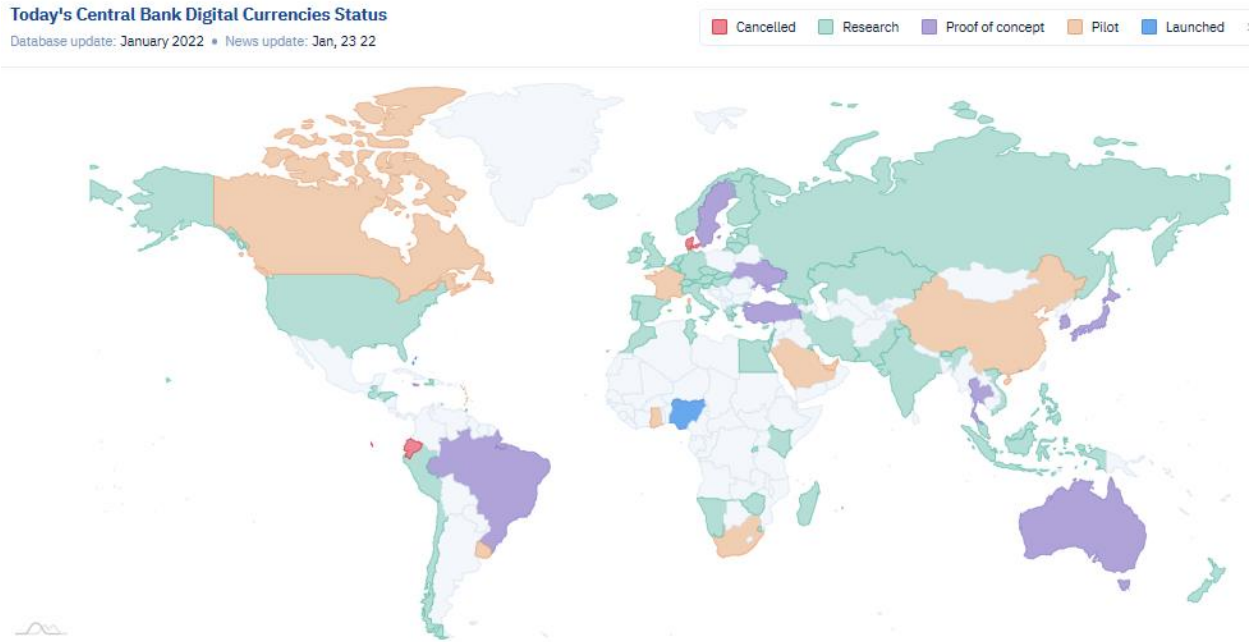 Today's Central Bank Digital Currencies Status
Database update: January 2022 • News update: Jan, 23 22
Cancelled Research Proof of concept Pilot Launched